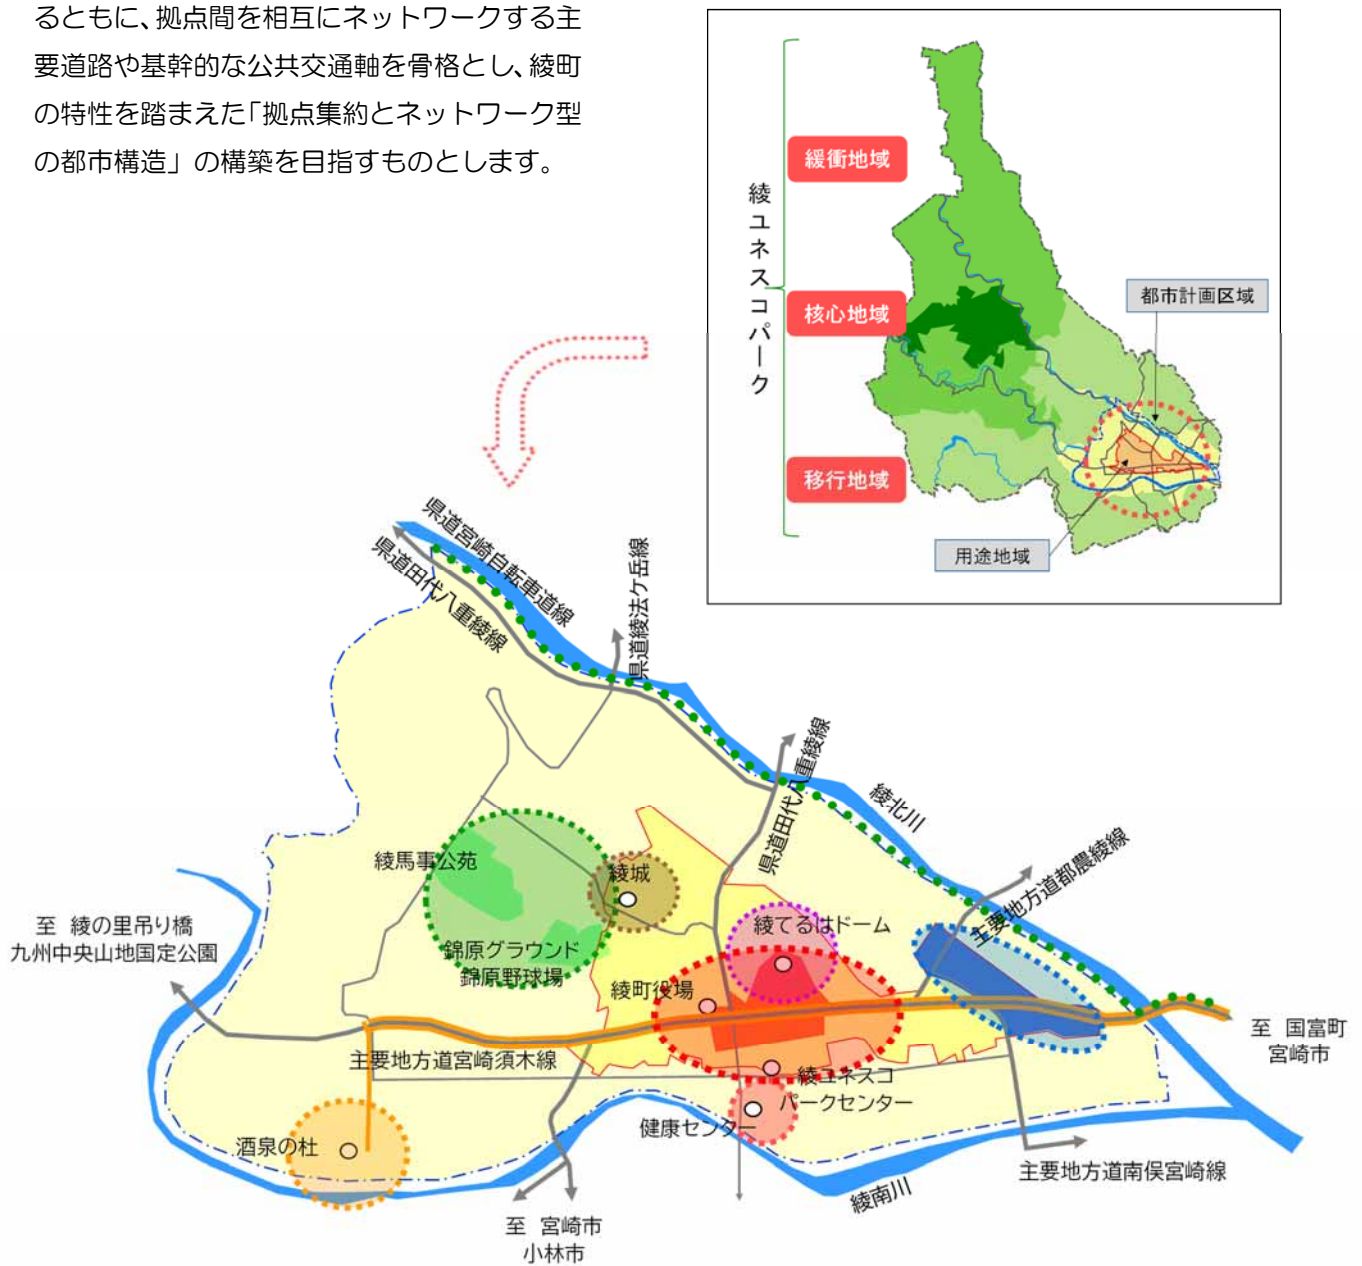 るともに、拠点間を相互にネットワークする主
要道路や基幹的な公共交通軸を骨格とし、綾町
の特性を踏まえた「拠点集約とネットワーク型
の都市構造」の構築を目指すものとします。
綾ユネスコパーク
緩衝地域
核心地域
移行地域
都市計画区域
用途地域
県道宮崎自転車道線
県道田代八重綾線
県道綾法ケ岳線
県道田代八重綾線
綾北川
主要地方道都農綾線
綾馬事公苑
綾城
綾てるはドーム
至 綾の里吊り橋
九州中央山地国定公園
錦原グラウンド
錦原野球場
綾町役場
至 国富町
宮崎市
主要地方道宮崎須木線
綾ユネスコ
パークセンター
健康センター
酒泉の杜
主要地方道南俣宮崎線
綾南川
至 宮崎市
小林市